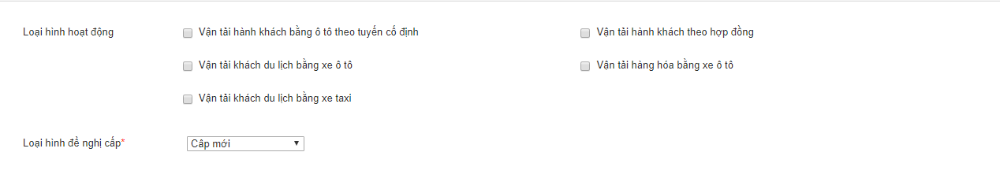 Loại hình hoạt động
Vận tải hành khách bằng ô tô theo tuyến cố định
Vận tải hành khách theo hợp đồng
Vận tải khách du lịch bằng xe ô tô
Vận tải hàng hóa bằng xe ô tô
Vận tải khách du lịch bằng xe taxi
Loại hình đề nghị cấp*
Câp mới